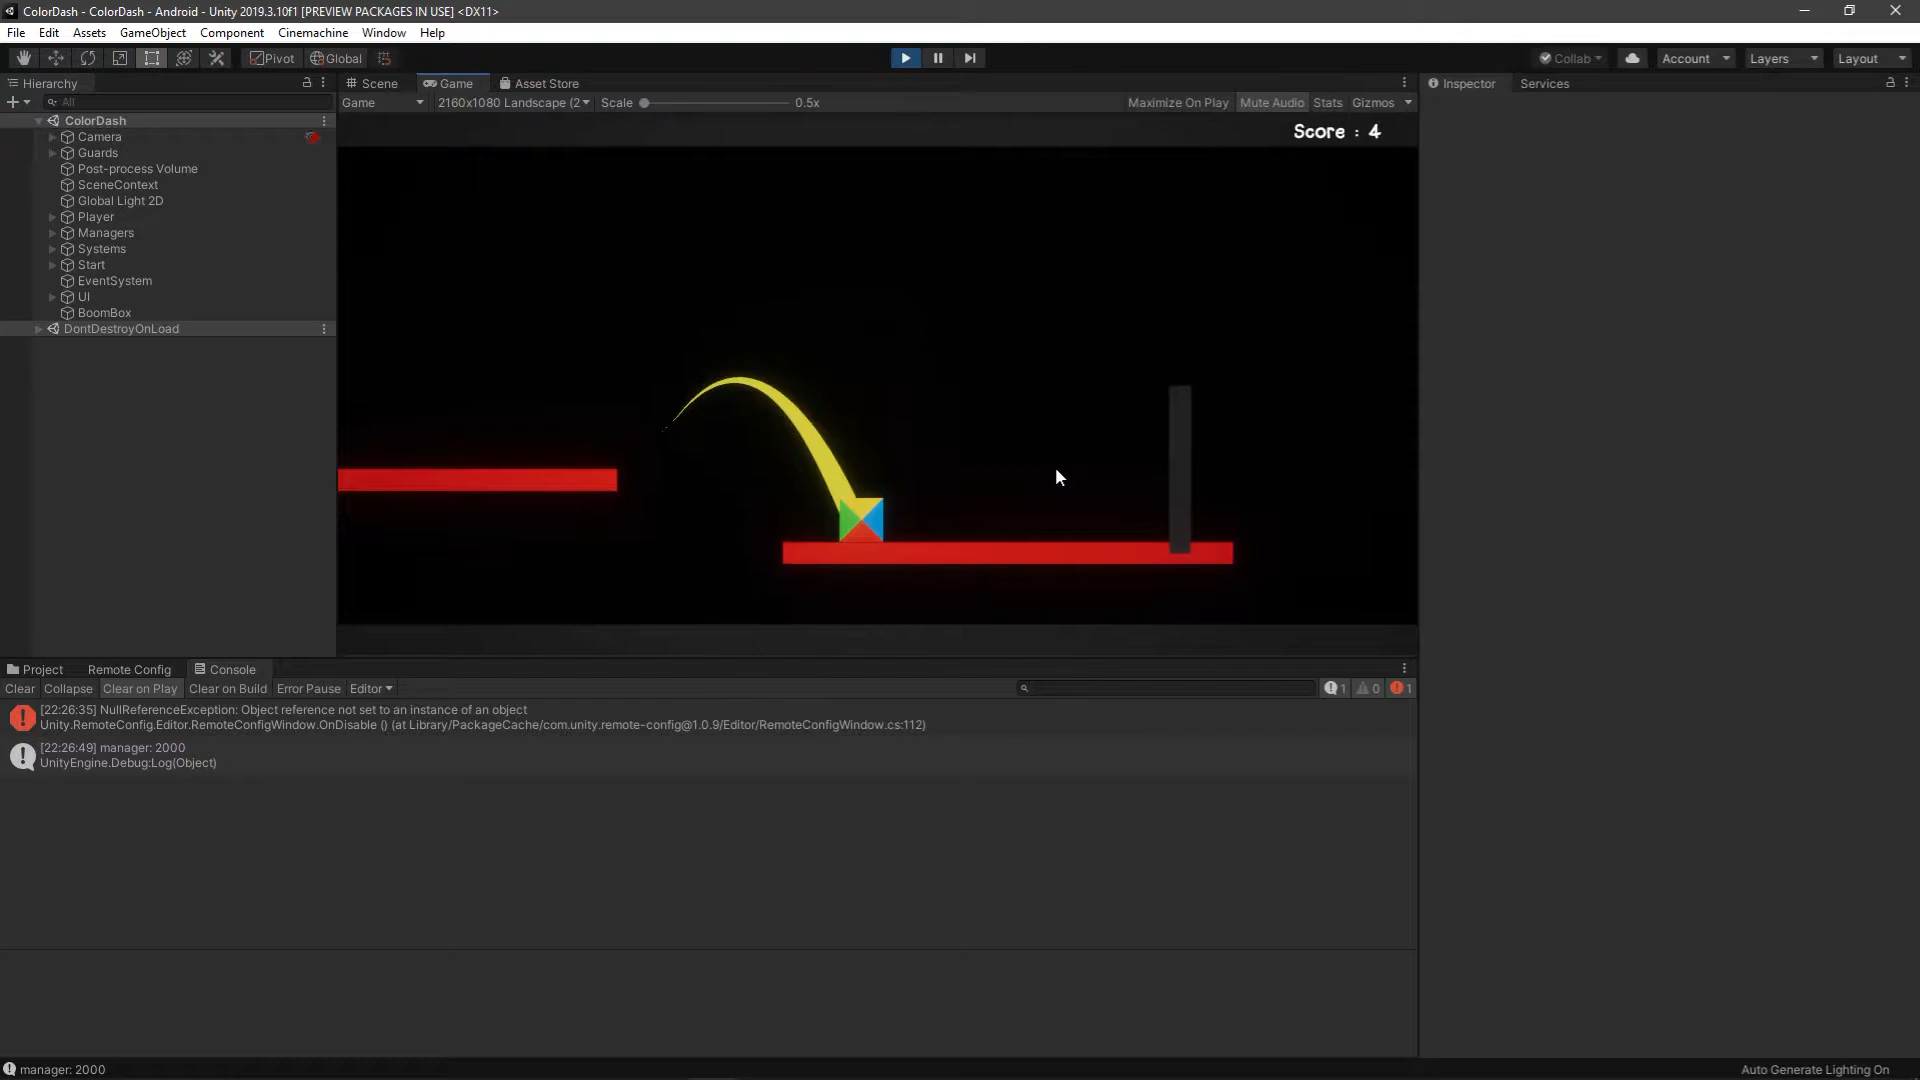 ColorDash - ColorDash - Android - Unity 2019.3.10f1 [PREVIEW PACKAGES IN USE] <DX11>
File Edit Assets GameObject Component Cinemachine Window Help
Pivot Global Collab Account Layers Layout
Hierarchy Scene Game Asset Store Inspector Services
All Game 2160x1080 Landscape (2 Scale 0.5x Maximize On Play Mute Audio Stats Gizmos
ColorDash
Camera
Guards
Post-process Volume
SceneContext
Global Light 2D
Player
Managers
Systems
Start
EventSystem
UI
BoomBox
DontDestroyOnLoad
Score : 4
Project Remote Config Console
Clear Collapse Clear on Play Clear on Build Error Pause Editor 1 0 1
[22:26:35] NullReferenceException: Object reference not set to an instance of an object
Unity.RemoteConfig.Editor.RemoteConfigWindow.OnDisable () (at Library/PackageCache/com.unity.remote-config@1.0.9/Editor/RemoteConfigWindow.cs:112)
[22:26:49] manager: 2000
UnityEngine.Debug:Log(Object)
manager: 2000 Auto Generate Lighting On